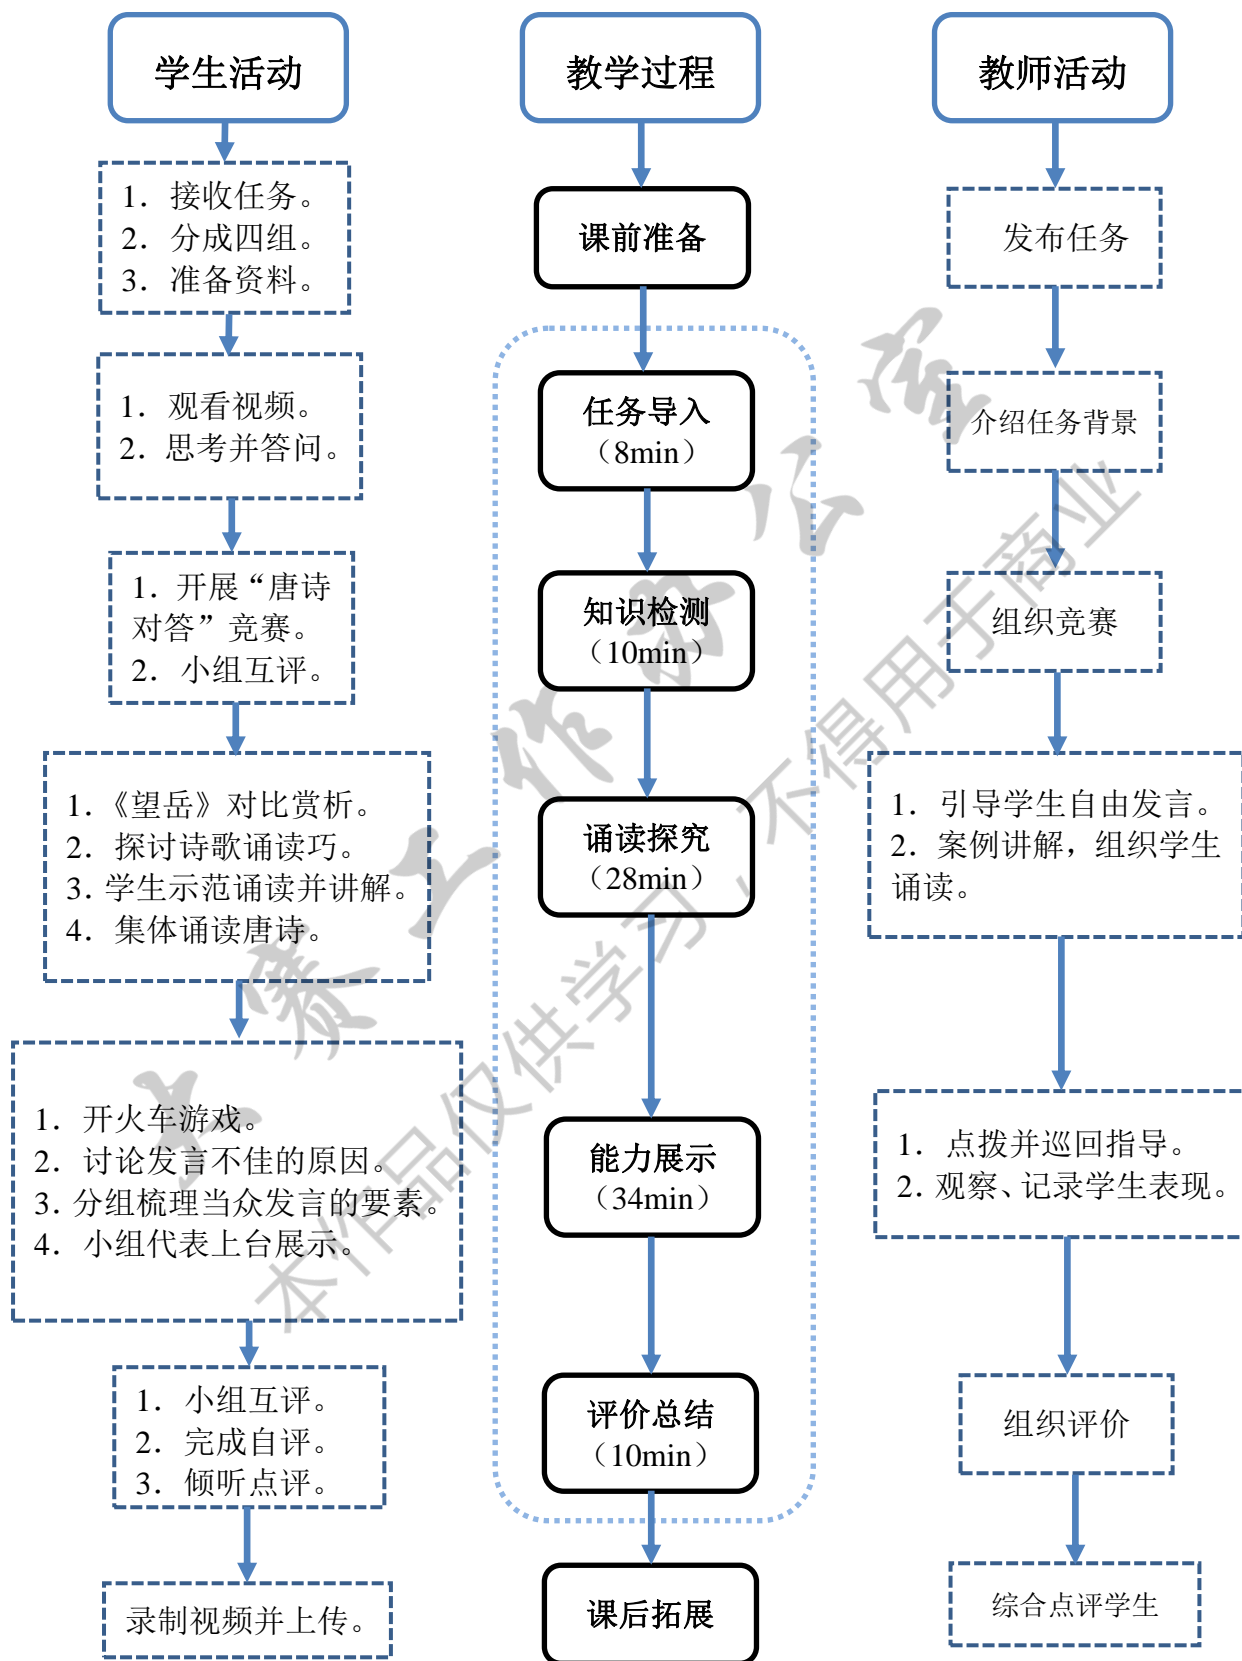 学生活动
教学过程
教师活动
1. 接收任务。
2. 分成四组。
3. 准备资料。
课前准备
发布任务
1. 观看视频。
2. 思考并答问。
任务导入
（8min）
介绍任务背景
1. 开展“唐诗
对答”竞赛。
2. 小组互评。
知识检测
（10min）
组织竞赛
1.《望岳》对比赏析。
2. 探讨诗歌诵读巧。
3. 学生示范诵读并讲解。
4. 集体诵读唐诗。
诵读探究
（28min）
1. 引导学生自由发言。
2. 案例讲解，组织学生
诵读。
1. 开火车游戏。
2. 讨论发言不佳的原因。
3. 分组梳理当众发言的要素。
4. 小组代表上台展示。
能力展示
（34min）
1. 点拨并巡回指导。
2. 观察、记录学生表现。
1. 小组互评。
2. 完成自评。
3. 倾听点评。
评价总结
（10min）
组织评价
录制视频并上传。
课后拓展
综合点评学生
大赛工作办公室
本作品仅供学习，不得用于商业